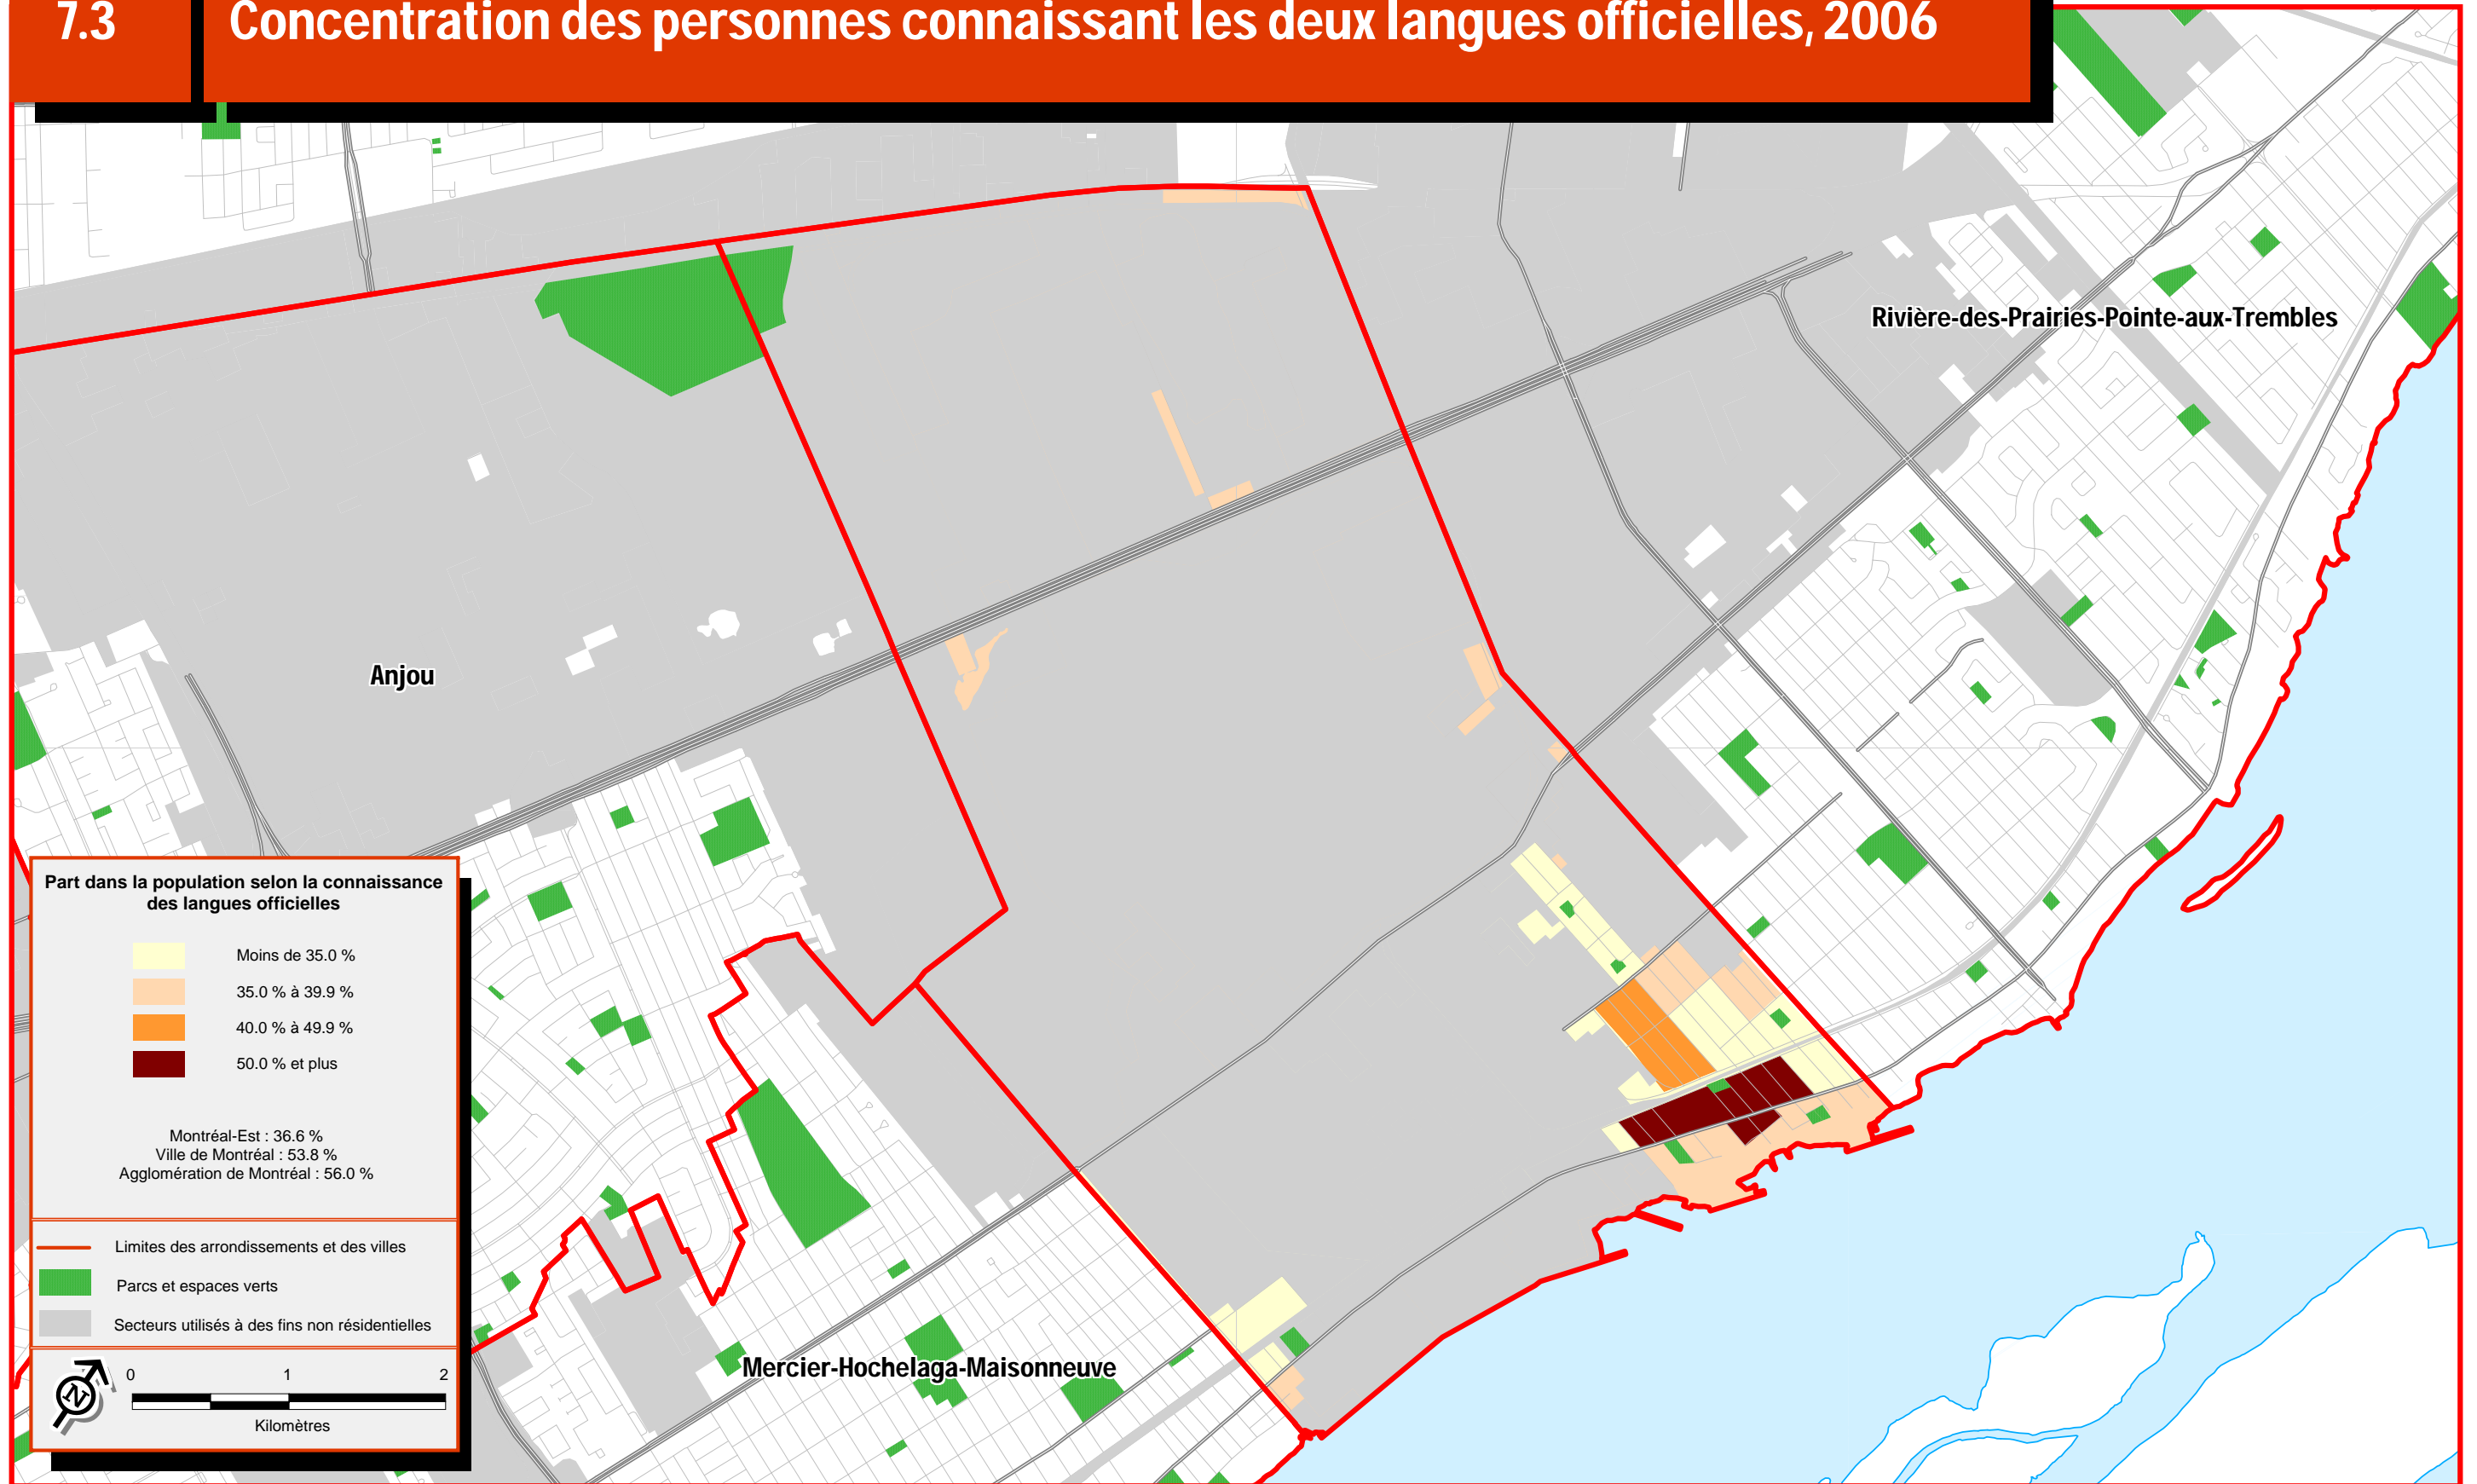 7.3
Concentration des personnes connaissant les deux langues officielles, 2006
Rivière-des-Prairies-Pointe-aux-Trembles
Anjou
Mercier-Hochelaga-Maisonneuve
Part dans la population selon la connaissance
des langues officielles
Moins de 35.0 %
35.0 % à 39.9 %
40.0 % à 49.9 %
50.0 % et plus
Montréal-Est : 36.6 %
Ville de Montréal : 53.8 %
Agglomération de Montréal : 56.0 %
Limites des arrondissements et des villes
Parcs et espaces verts
Secteurs utilisés à des fins non résidentielles
N
0 1 2
Kilomètres